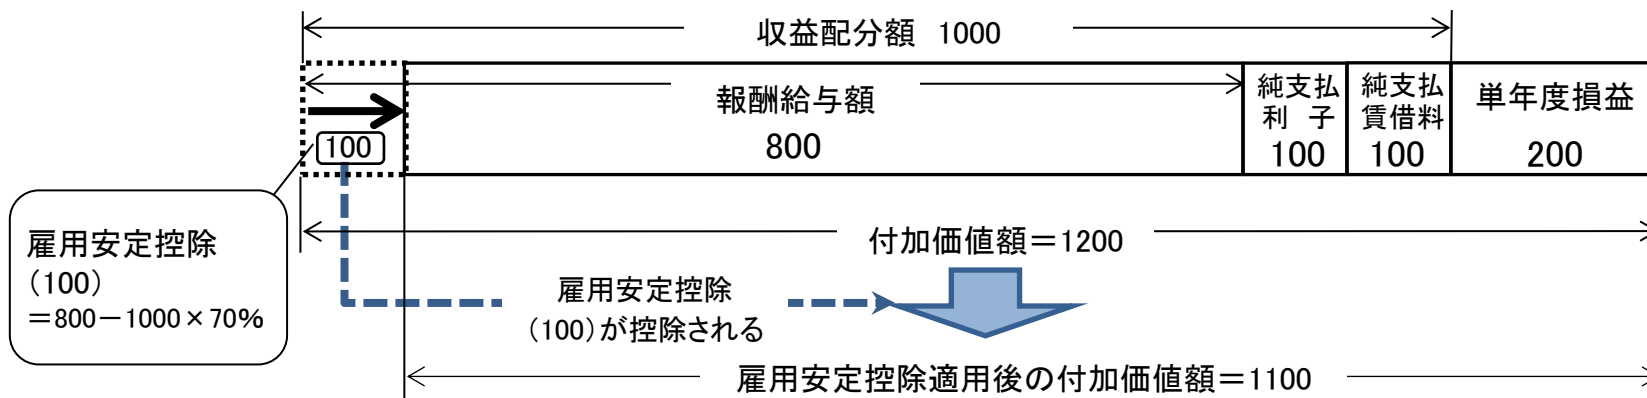 収益配分額 1000
100
報酬給与額
800
純支払
利 子
100
純支払
賃借料
100
単年度損益
200
雇用安定控除
(100)
=800-1000×70%
付加価値額=1200
雇用安定控除
(100)が控除される
雇用安定控除適用後の付加価値額=1100